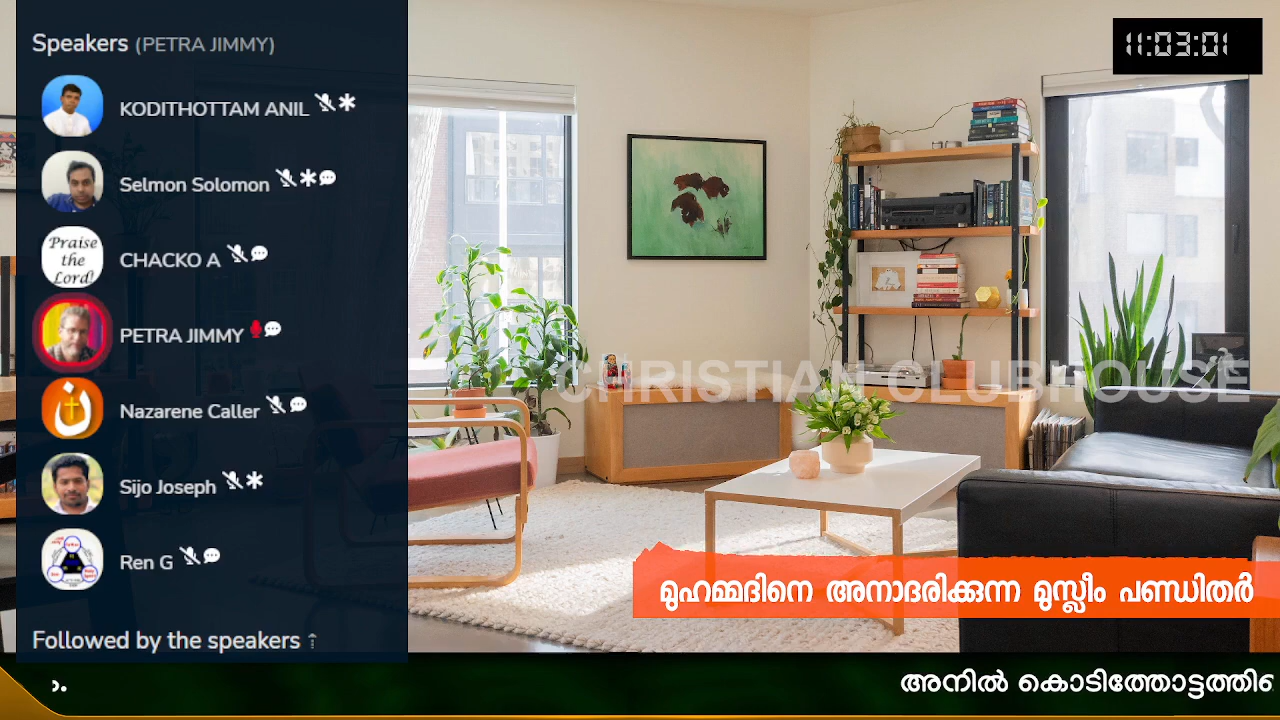 Speakers (PETRA JIMMY)
11:03:01
KODITHOTTAM ANIL
Selmon Solomon
Praise
the
Lord!
CHACKO A
PETRA JIMMY
Nazarene Caller
Sijo Joseph
Ren G
CHRISTIAN CLUBHOUSE
മുഹമ്മദിനെ അനാദരിക്കുന്ന മുസ്ലീം പണ്ഡിതർ
Followed by the speakers ⇡
അനിൽ കൊടിത്തോട്ടത്തി